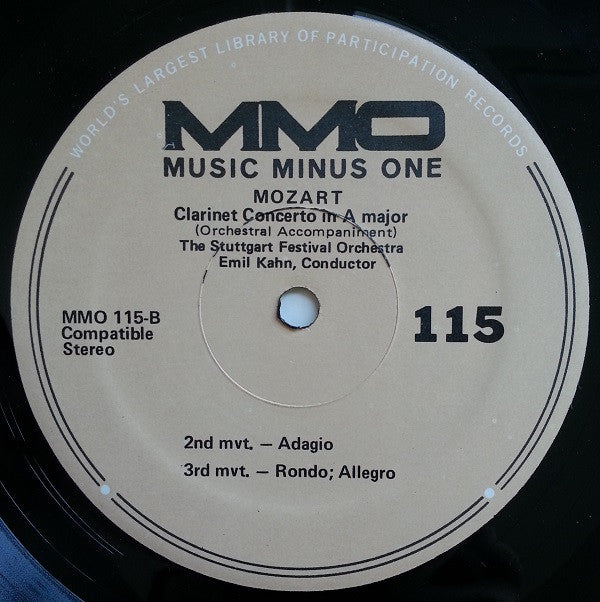 WORLD'S LARGEST LIBRARY OF PARTICIPATION RECORDS
MMO
MUSIC MINUS ONE
MOZART
Clarinet Concerto in A major
(Orchestral Accompaniment)
The Stuttgart Festival Orchestra
Emil Kahn, Conductor
MMO 115-B
Compatible
Stereo
115
2nd mvt. — Adagio
3rd mvt. — Rondo; Allegro